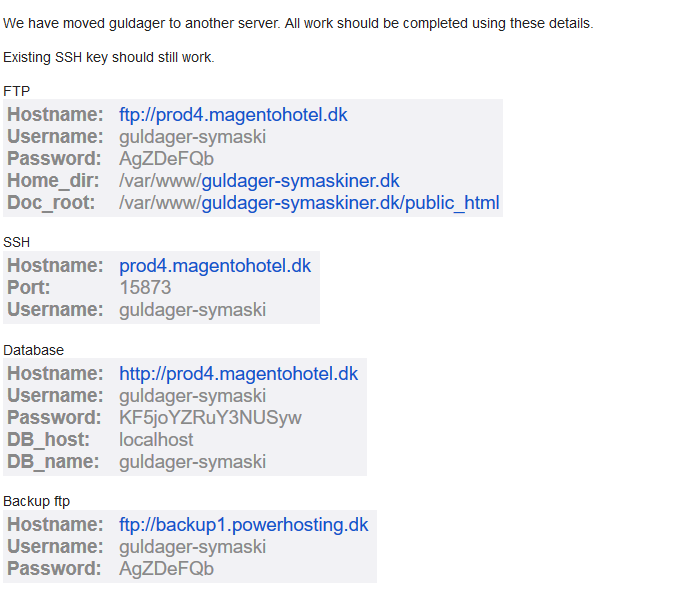 We have moved guldager to another server. All work should be completed using these details.
Existing SSH key should still work.
FTP
Hostname: ftp://prod4.magentohotel.dk
Username: guldager-symaski
Password: AgZDeFQb
Home_dir: /var/www/guldager-symaskiner.dk
Doc_root: /var/www/guldager-symaskiner.dk/public_html
SSH
Hostname: prod4.magentohotel.dk
Port: 15873
Username: guldager-symaski
Database
Hostname: http://prod4.magentohotel.dk
Username: guldager-symaski
Password: KF5joYZRuY3NUSyw
DB_host: localhost
DB_name: guldager-symaski
Backup ftp
Hostname: ftp://backup1.powerhosting.dk
Username: guldager-symaski
Password: AgZDeFQb